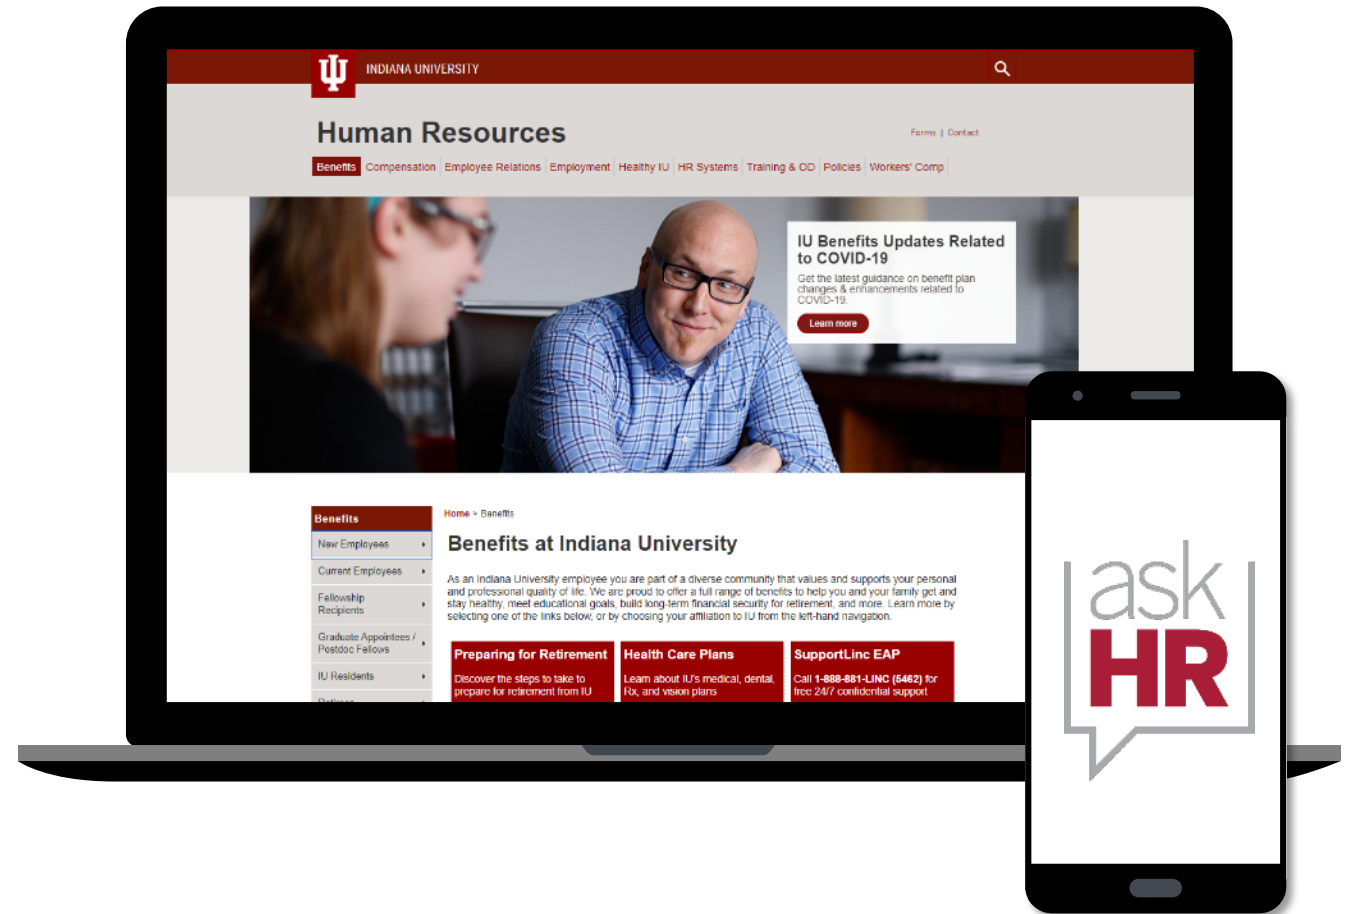 INDIANA UNIVERSITY
Human Resources
Forms | Contact
Benefits Compensation Employee Relations Employment Healthy IU HR Systems Training & OD Policies Workers' Comp
IU Benefits Updates Related
to COVID-19
Get the latest guidance on benefit plan
changes & enhancements related to
COVID-19.
Learn more
Benefits
New Employees
Current Employees
Fellowship
Recipients
Graduate Appointees /
Postdoc Fellows
IU Residents
Retirees
Home > Benefits
Benefits at Indiana University
As an Indiana University employee you are part of a diverse community that values and supports your personal
and professional quality of life. We are proud to offer a full range of benefits to help you and your family get and
stay healthy, meet educational goals, build long-term financial security for retirement, and more. Learn more by
selecting one of the links below, or by choosing your affiliation to IU from the left-hand navigation.
Preparing for Retirement
Discover the steps to take to
prepare for retirement from IU
Health Care Plans
Learn about IU's medical, dental,
Rx, and vision plans
SupportLinc EAP
Call 1-888-881-LINC (5462) for
free 24/7 confidential support
ask
HR